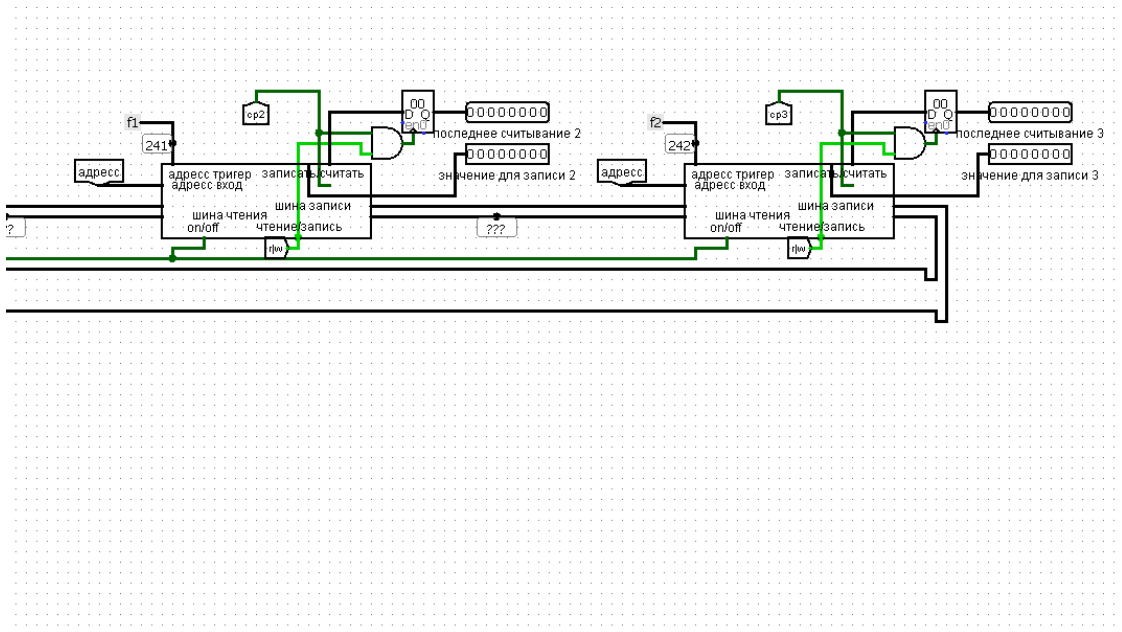 00
00
D Q
00000000
D Q
00000000
cp2
en0
cp3
en0
f1
f2
последнее считывание 2
последнее считывание 3
241
242
00000000
00000000
адресс
адресс тригер
записать/считать
значение для записи 2
адресс
адресс тригер
записать/считать
значение для записи 3
адресс вход
адресс вход
шина записи
шина записи
шина чтения
шина чтения
??
on/off
чтение/запись
???
on/off
чтение/запись
r\w
r\w